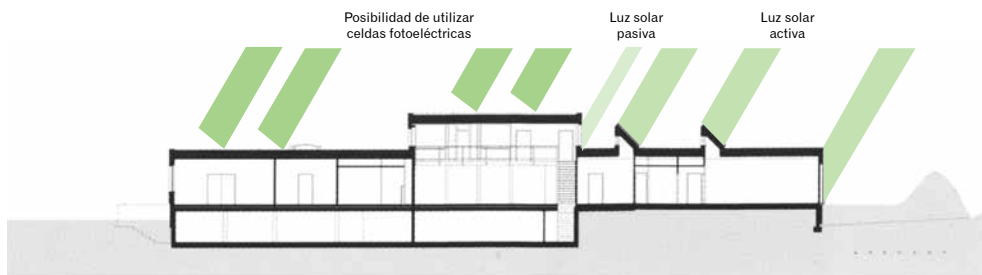 Posibilidad de utilizar
celdas fotoeléctricas
Luz solar
pasiva
Luz solar
activa